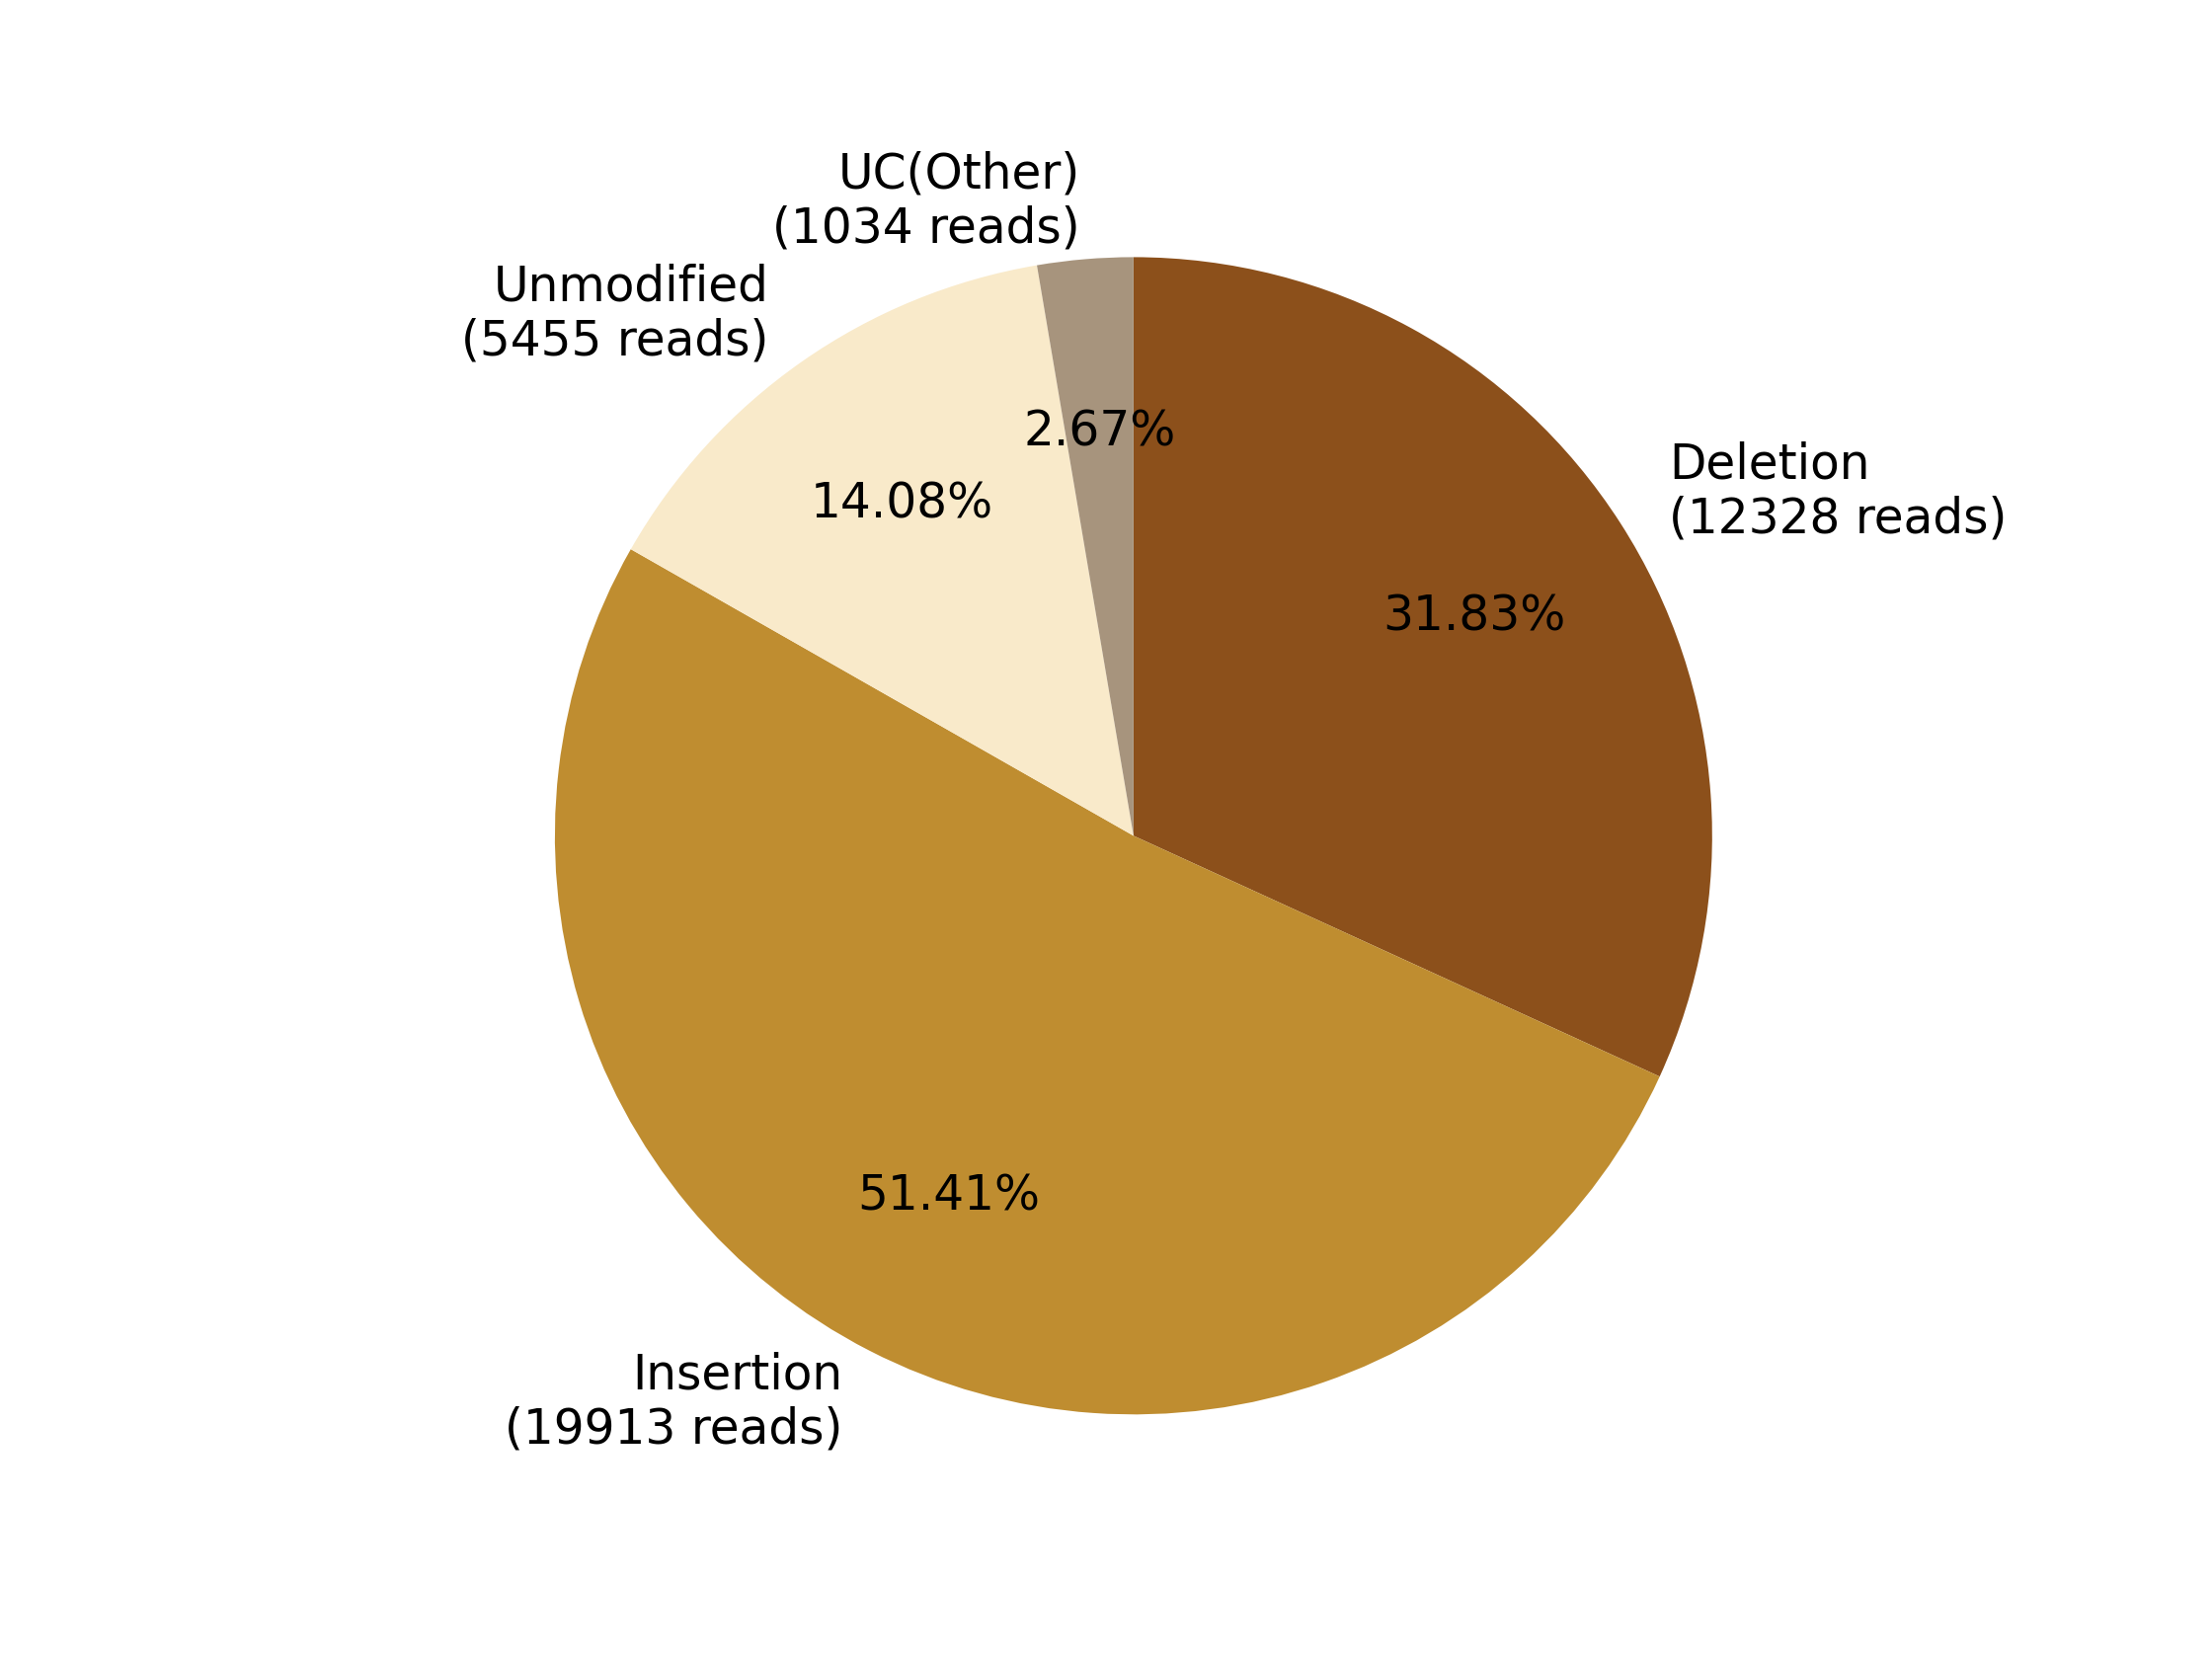 UC(Other)
(1034 reads)
Unmodified
(5455 reads)
2.67%
Deletion
(12328 reads)
14.08%
31.83%
51.41%
Insertion
(19913 reads)